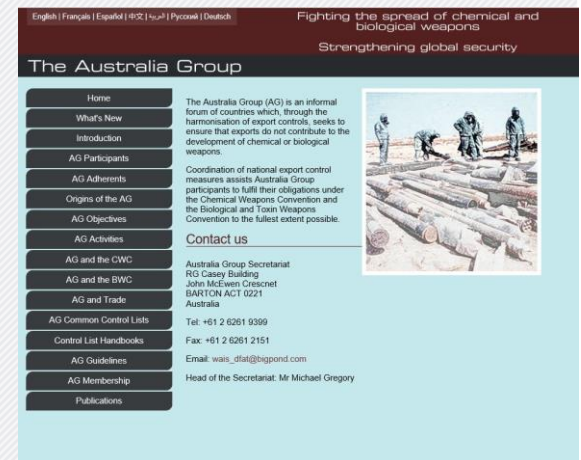 English | Français | Español | 中文 | العربية | Русский | Deutsch
Fighting the spread of chemical and
biological weapons
Strengthening global security
The Australia Group
Home
What's New
Introduction
AG Participants
AG Adherents
Origins of the AG
AG Objectives
AG Activities
AG and the CWC
AG and the BWC
AG and Trade
AG Common Control Lists
Control List Handbooks
AG Guidelines
AG Membership
Publications
The Australia Group (AG) is an informal
forum of countries which, through the
harmonisation of export controls, seeks to
ensure that exports do not contribute to the
development of chemical or biological
weapons.
Coordination of national export control
measures assists Australia Group
participants to fulfil their obligations under
the Chemical Weapons Convention and
the Biological and Toxin Weapons
Convention to the fullest extent possible.
Contact us
Australia Group Secretariat
RG Casey Building
John McEwen Crescnet
BARTON ACT 0221
Australia
Tel: +61 2 6261 9399
Fax: +61 2 6261 2151
Email: wais_dfat@bigpond.com
Head of the Secretariat: Mr Michael Gregory